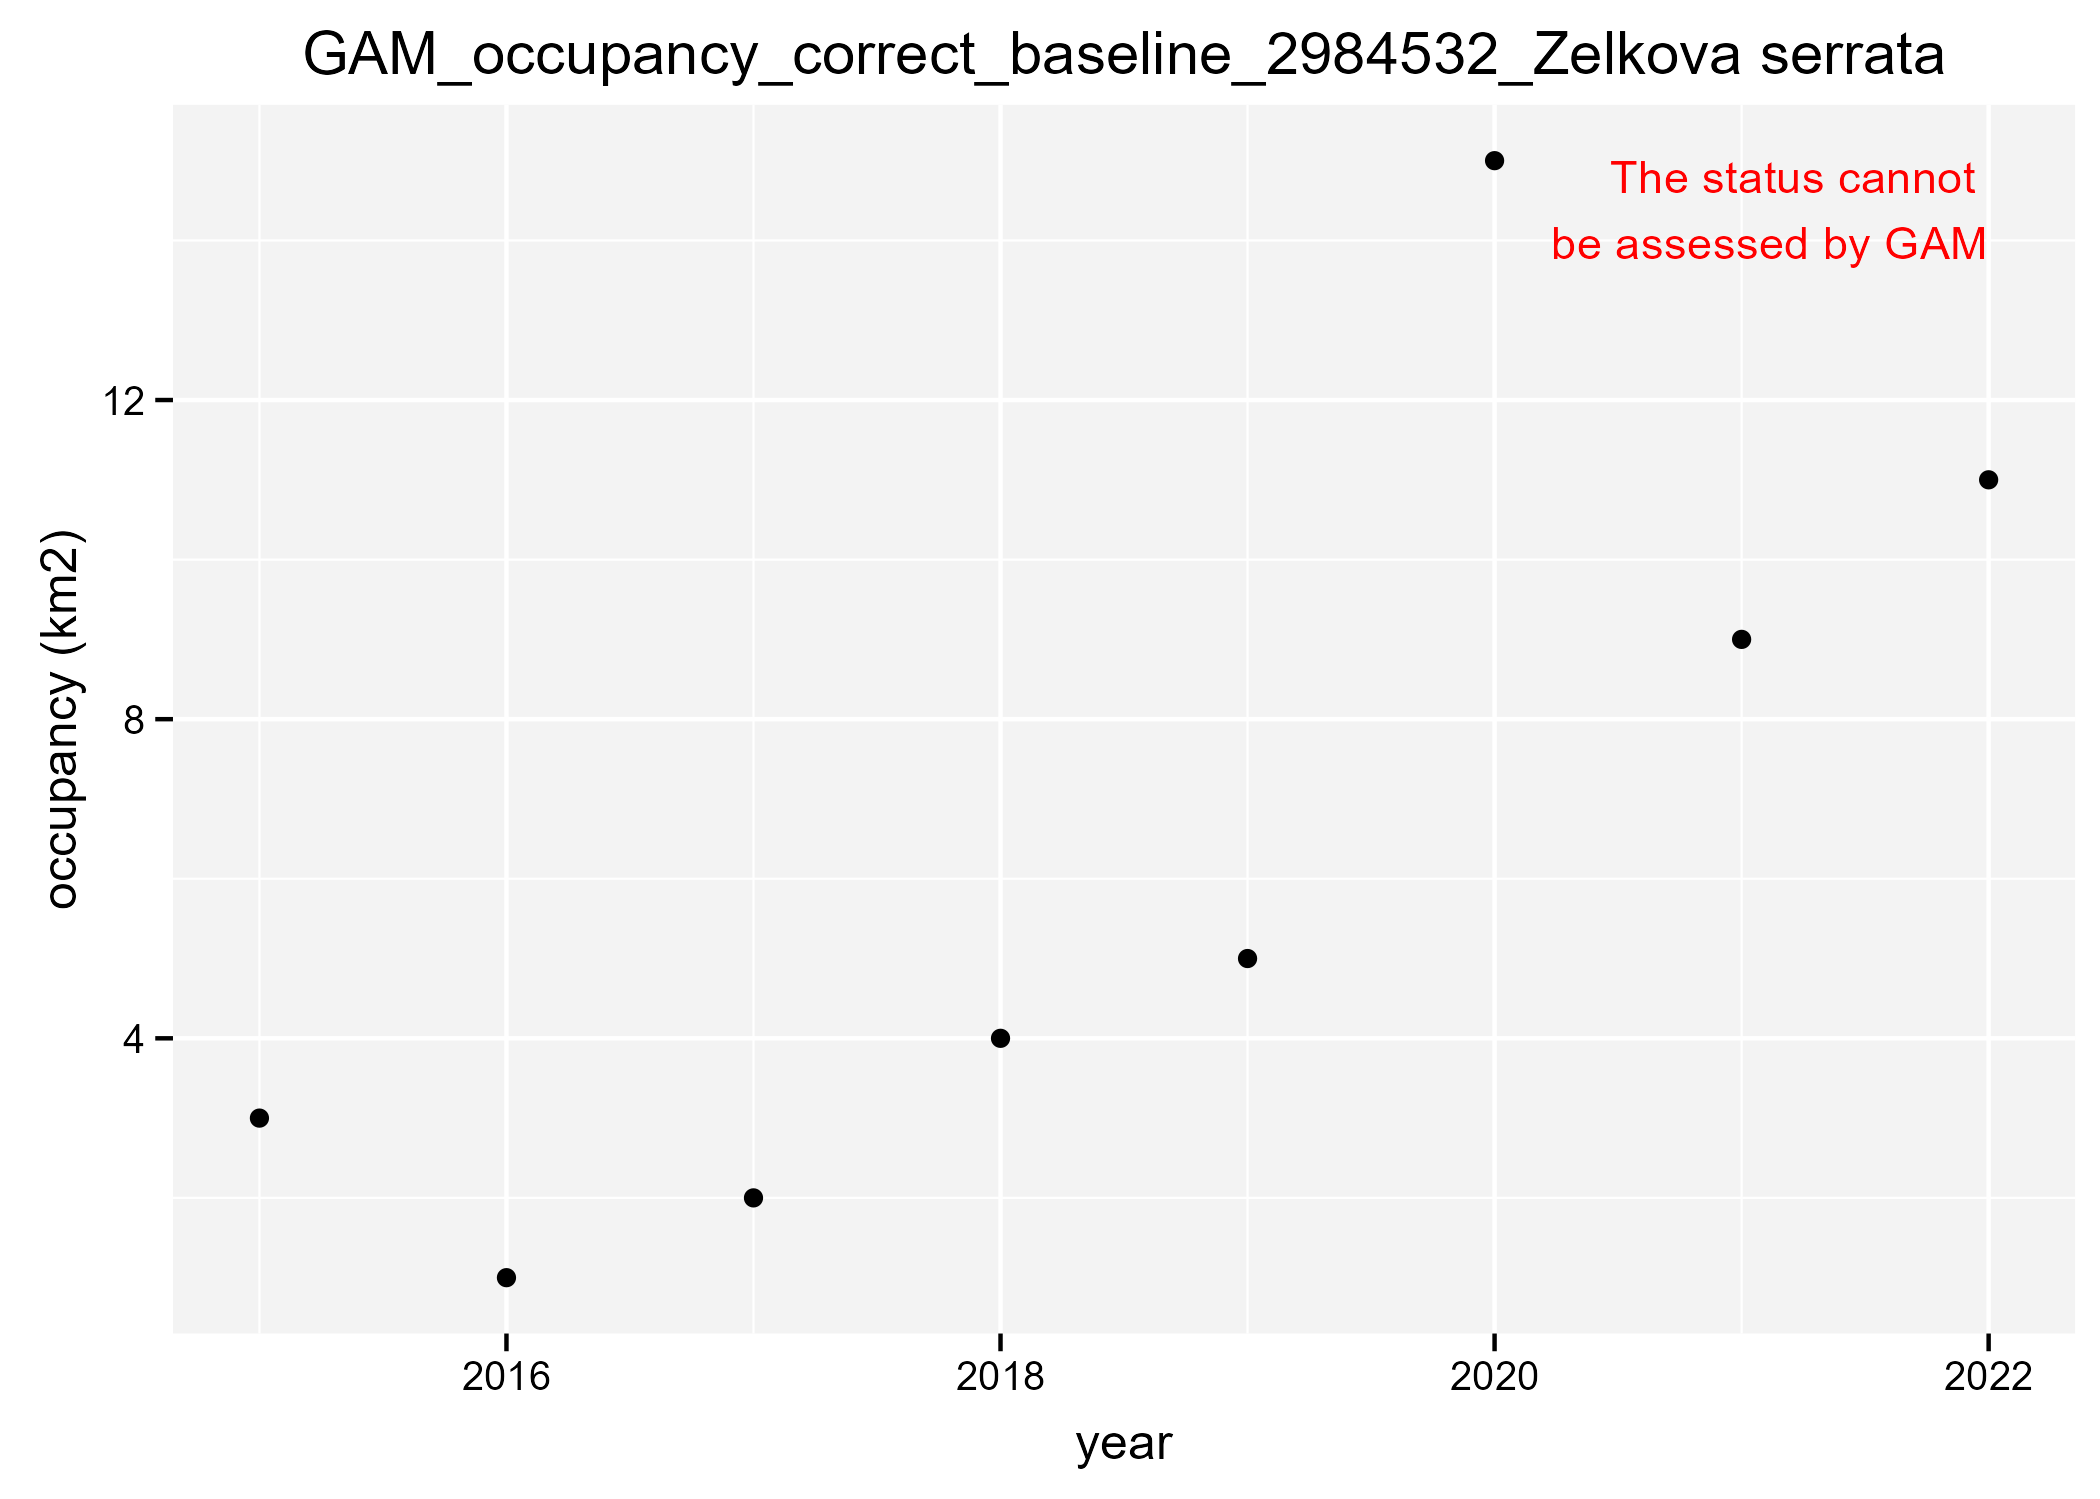 GAM_occupancy_correct_baseline_2984532_Zelkova serrata
The status cannot
be assessed by GAM
12
8
4
occupancy (km2)
2016
2018
2020
2022
year